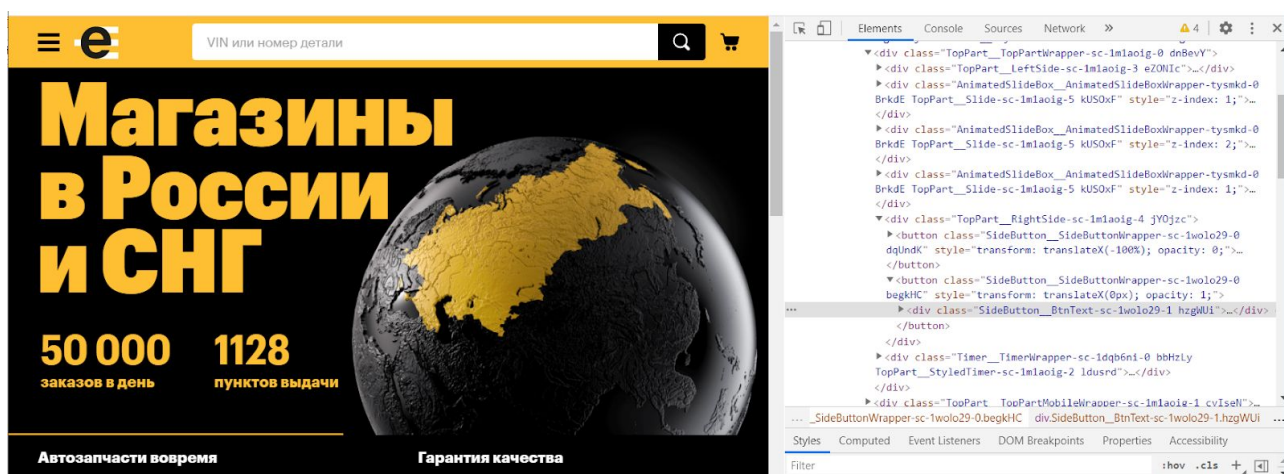 e
VIN или номер детали
Магазины
в России
и СНГ
50 000
заказов в день
1128
пунктов выдачи
Автозапчасти вовремя
Гарантия качества
Elements Console Sources Network » 4
▼<div class="TopPart__TopPartWrapper-sc-1m1aoig-0 dnBevY">
▶<div class="TopPart__LeftSide-sc-1m1aoig-3 eZONIc">…</div>
▶<div class="AnimatedSlideBox__AnimatedSlideBoxWrapper-tysmkd-0
BrkdE TopPart__Slide-sc-1m1aoig-5 kUSOxF" style="z-index: 1;">…
</div>
▶<div class="AnimatedSlideBox__AnimatedSlideBoxWrapper-tysmkd-0
BrkdE TopPart__Slide-sc-1m1aoig-5 kUSOxF" style="z-index: 2;">…
</div>
▶<div class="AnimatedSlideBox__AnimatedSlideBoxWrapper-tysmkd-0
BrkdE TopPart__Slide-sc-1m1aoig-5 kUSOxF" style="z-index: 1;">…
</div>
▼<div class="TopPart__RightSide-sc-1m1aoig-4 jYOjzc">
▶<button class="SideButton__SideButtonWrapper-sc-1wolo29-0
dqUndK" style="transform: translateX(-100%); opacity: 0;">…
</button>
▼<button class="SideButton__SideButtonWrapper-sc-1wolo29-0
begkHC" style="transform: translateX(0px); opacity: 1;">
▶<div class="SideButton__BtnText-sc-1wolo29-1 hzgWUi">…</div>
</button>
</div>
▶<div class="Timer__TimerWrapper-sc-1dqb6ni-0 bbHzLy
TopPart__StyledTimer-sc-1m1aoig-2 ldusrd">…</div>
</div>
▶<div class="TopPart__TopPartMobileWrapper-sc-1m1aoig-1 cvIseN">…
... _SideButtonWrapper-sc-1wolo29-0.begkHC div.SideButton__BtnText-sc-1wolo29-1.hzgWUi ...
Styles Computed Event Listeners DOM Breakpoints Properties Accessibility
Filter :hov .cls +